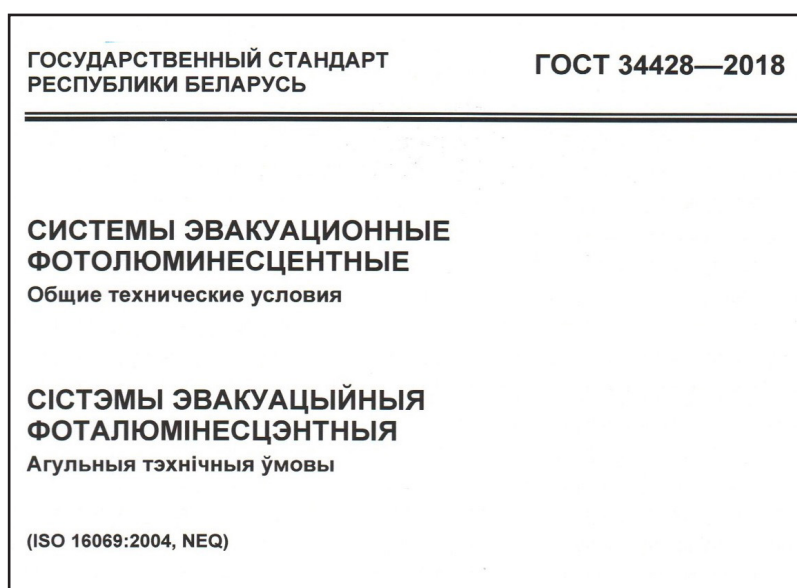 ГОСУДАРСТВЕННЫЙ СТАНДАРТ
РЕСПУБЛИКИ БЕЛАРУСЬ
ГОСТ 34428—2018
СИСТЕМЫ ЭВАКУАЦИОННЫЕ
ФОТОЛЮМИНЕСЦЕНТНЫЕ
Общие технические условия
СІСТЭМЫ ЭВАКУАЦЫЙНЫЯ
ФОТАЛЮМІНЕСЦЭНТНЫЯ
Агульныя тэхнічныя ўмовы
(ISO 16069:2004, NEQ)